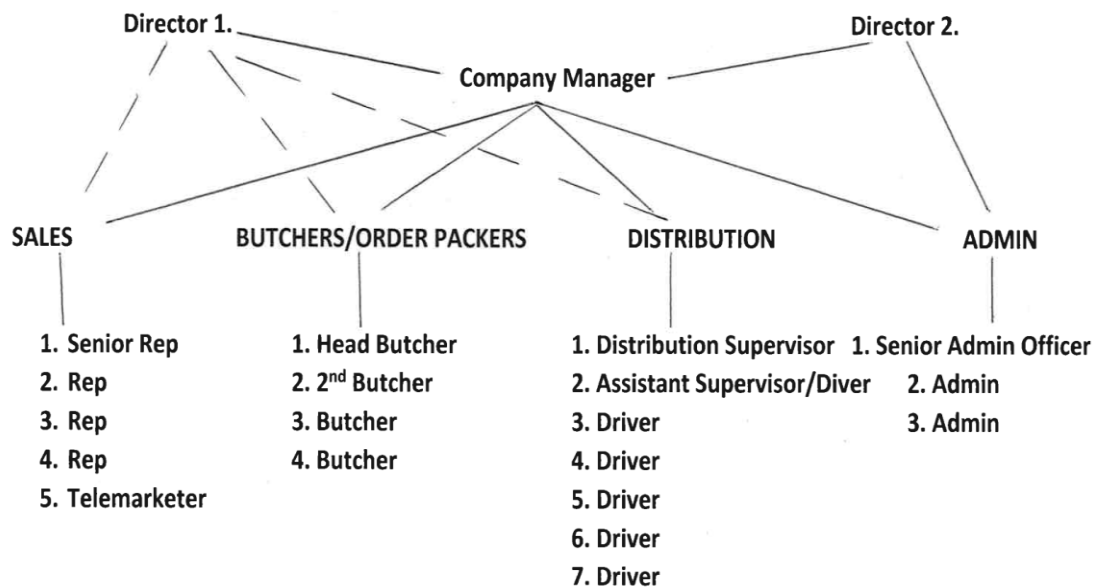 Director 1.
Director 2.
Company Manager
SALES
BUTCHERS/ORDER PACKERS
DISTRIBUTION
ADMIN
1. Senior Rep
2. Rep
3. Rep
4. Rep
5. Telemarketer
1. Head Butcher
2. 2nd Butcher
3. Butcher
4. Butcher
1. Distribution Supervisor
2. Assistant Supervisor/Diver
3. Driver
4. Driver
5. Driver
6. Driver
7. Driver
1. Senior Admin Officer
2. Admin
3. Admin